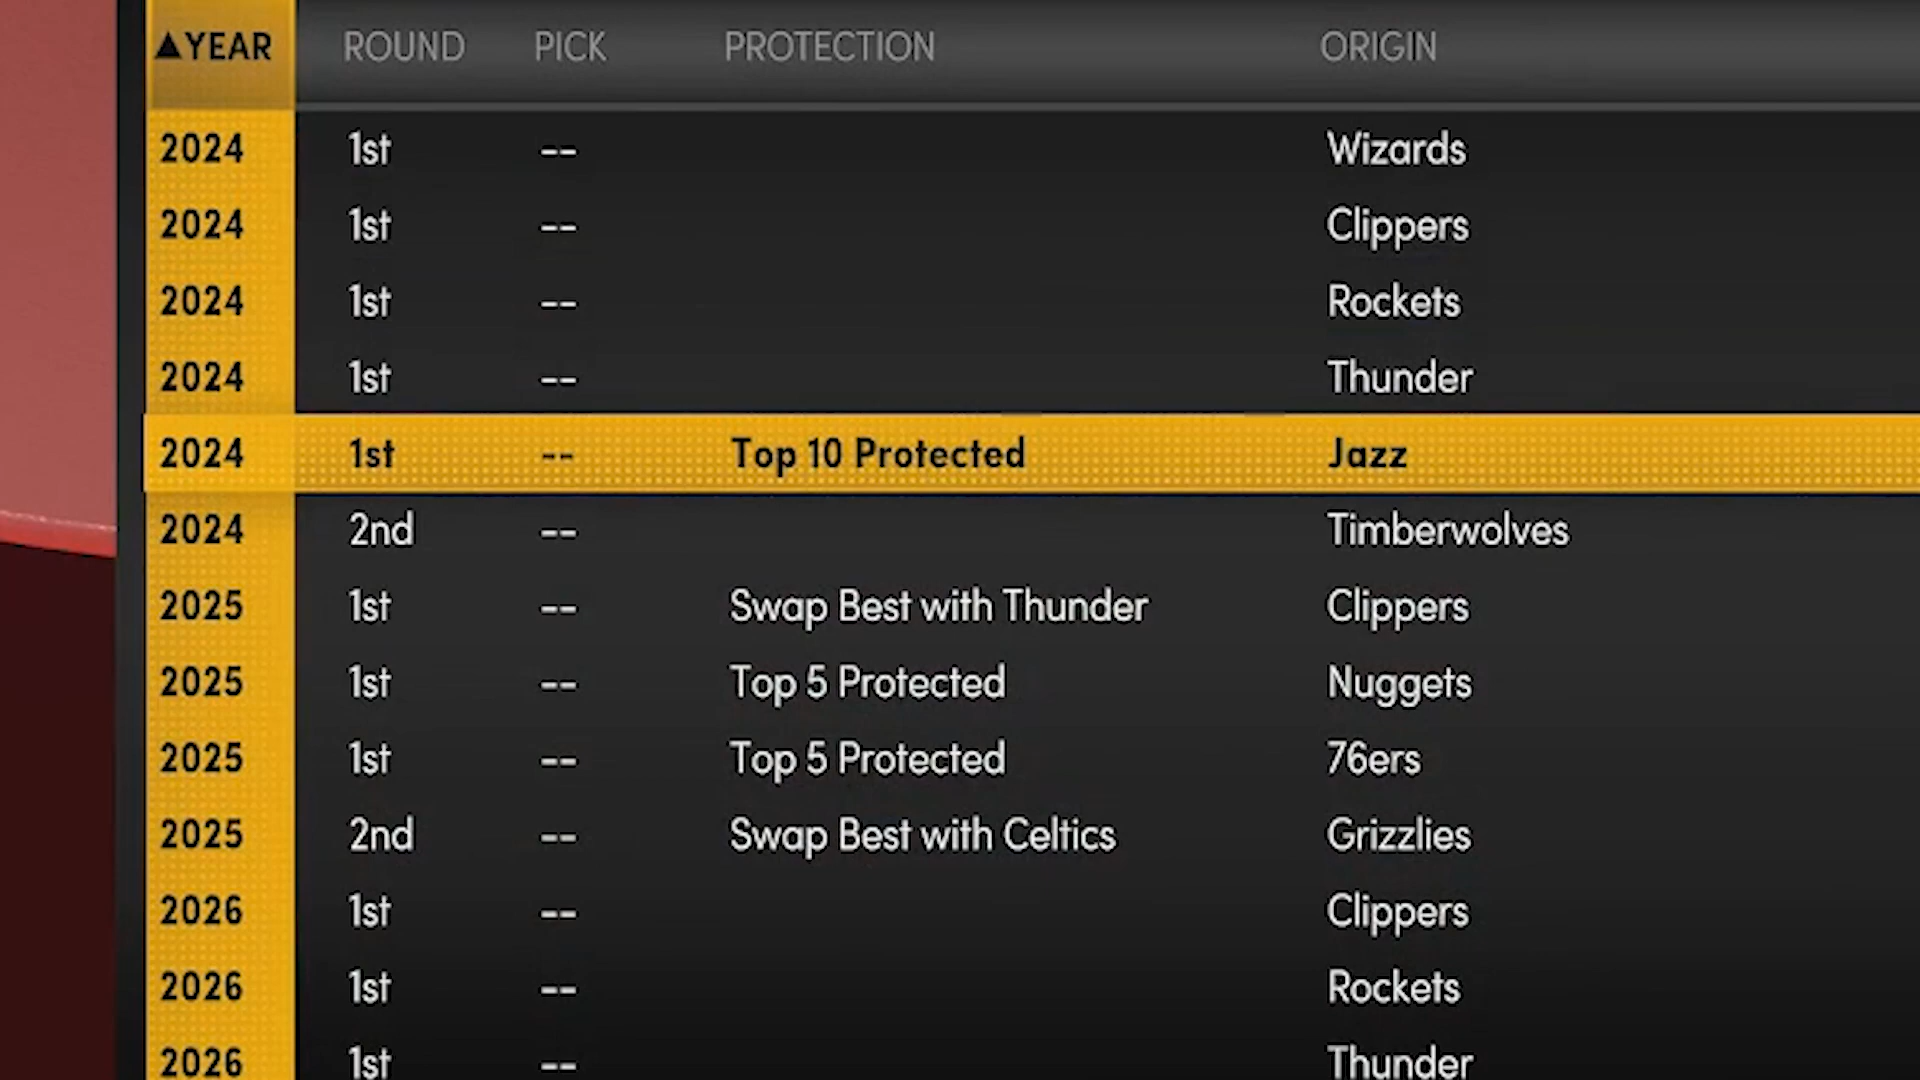 ▲YEAR ROUND PICK PROTECTION ORIGIN
2024 1st -- Wizards
2024 1st -- Clippers
2024 1st -- Rockets
2024 1st -- Thunder
2024 1st -- Top 10 Protected Jazz
2024 2nd -- Timberwolves
2025 1st -- Swap Best with Thunder Clippers
2025 1st -- Top 5 Protected Nuggets
2025 1st -- Top 5 Protected 76ers
2025 2nd -- Swap Best with Celtics Grizzlies
2026 1st -- Clippers
2026 1st -- Rockets
2026 1st -- Thunder